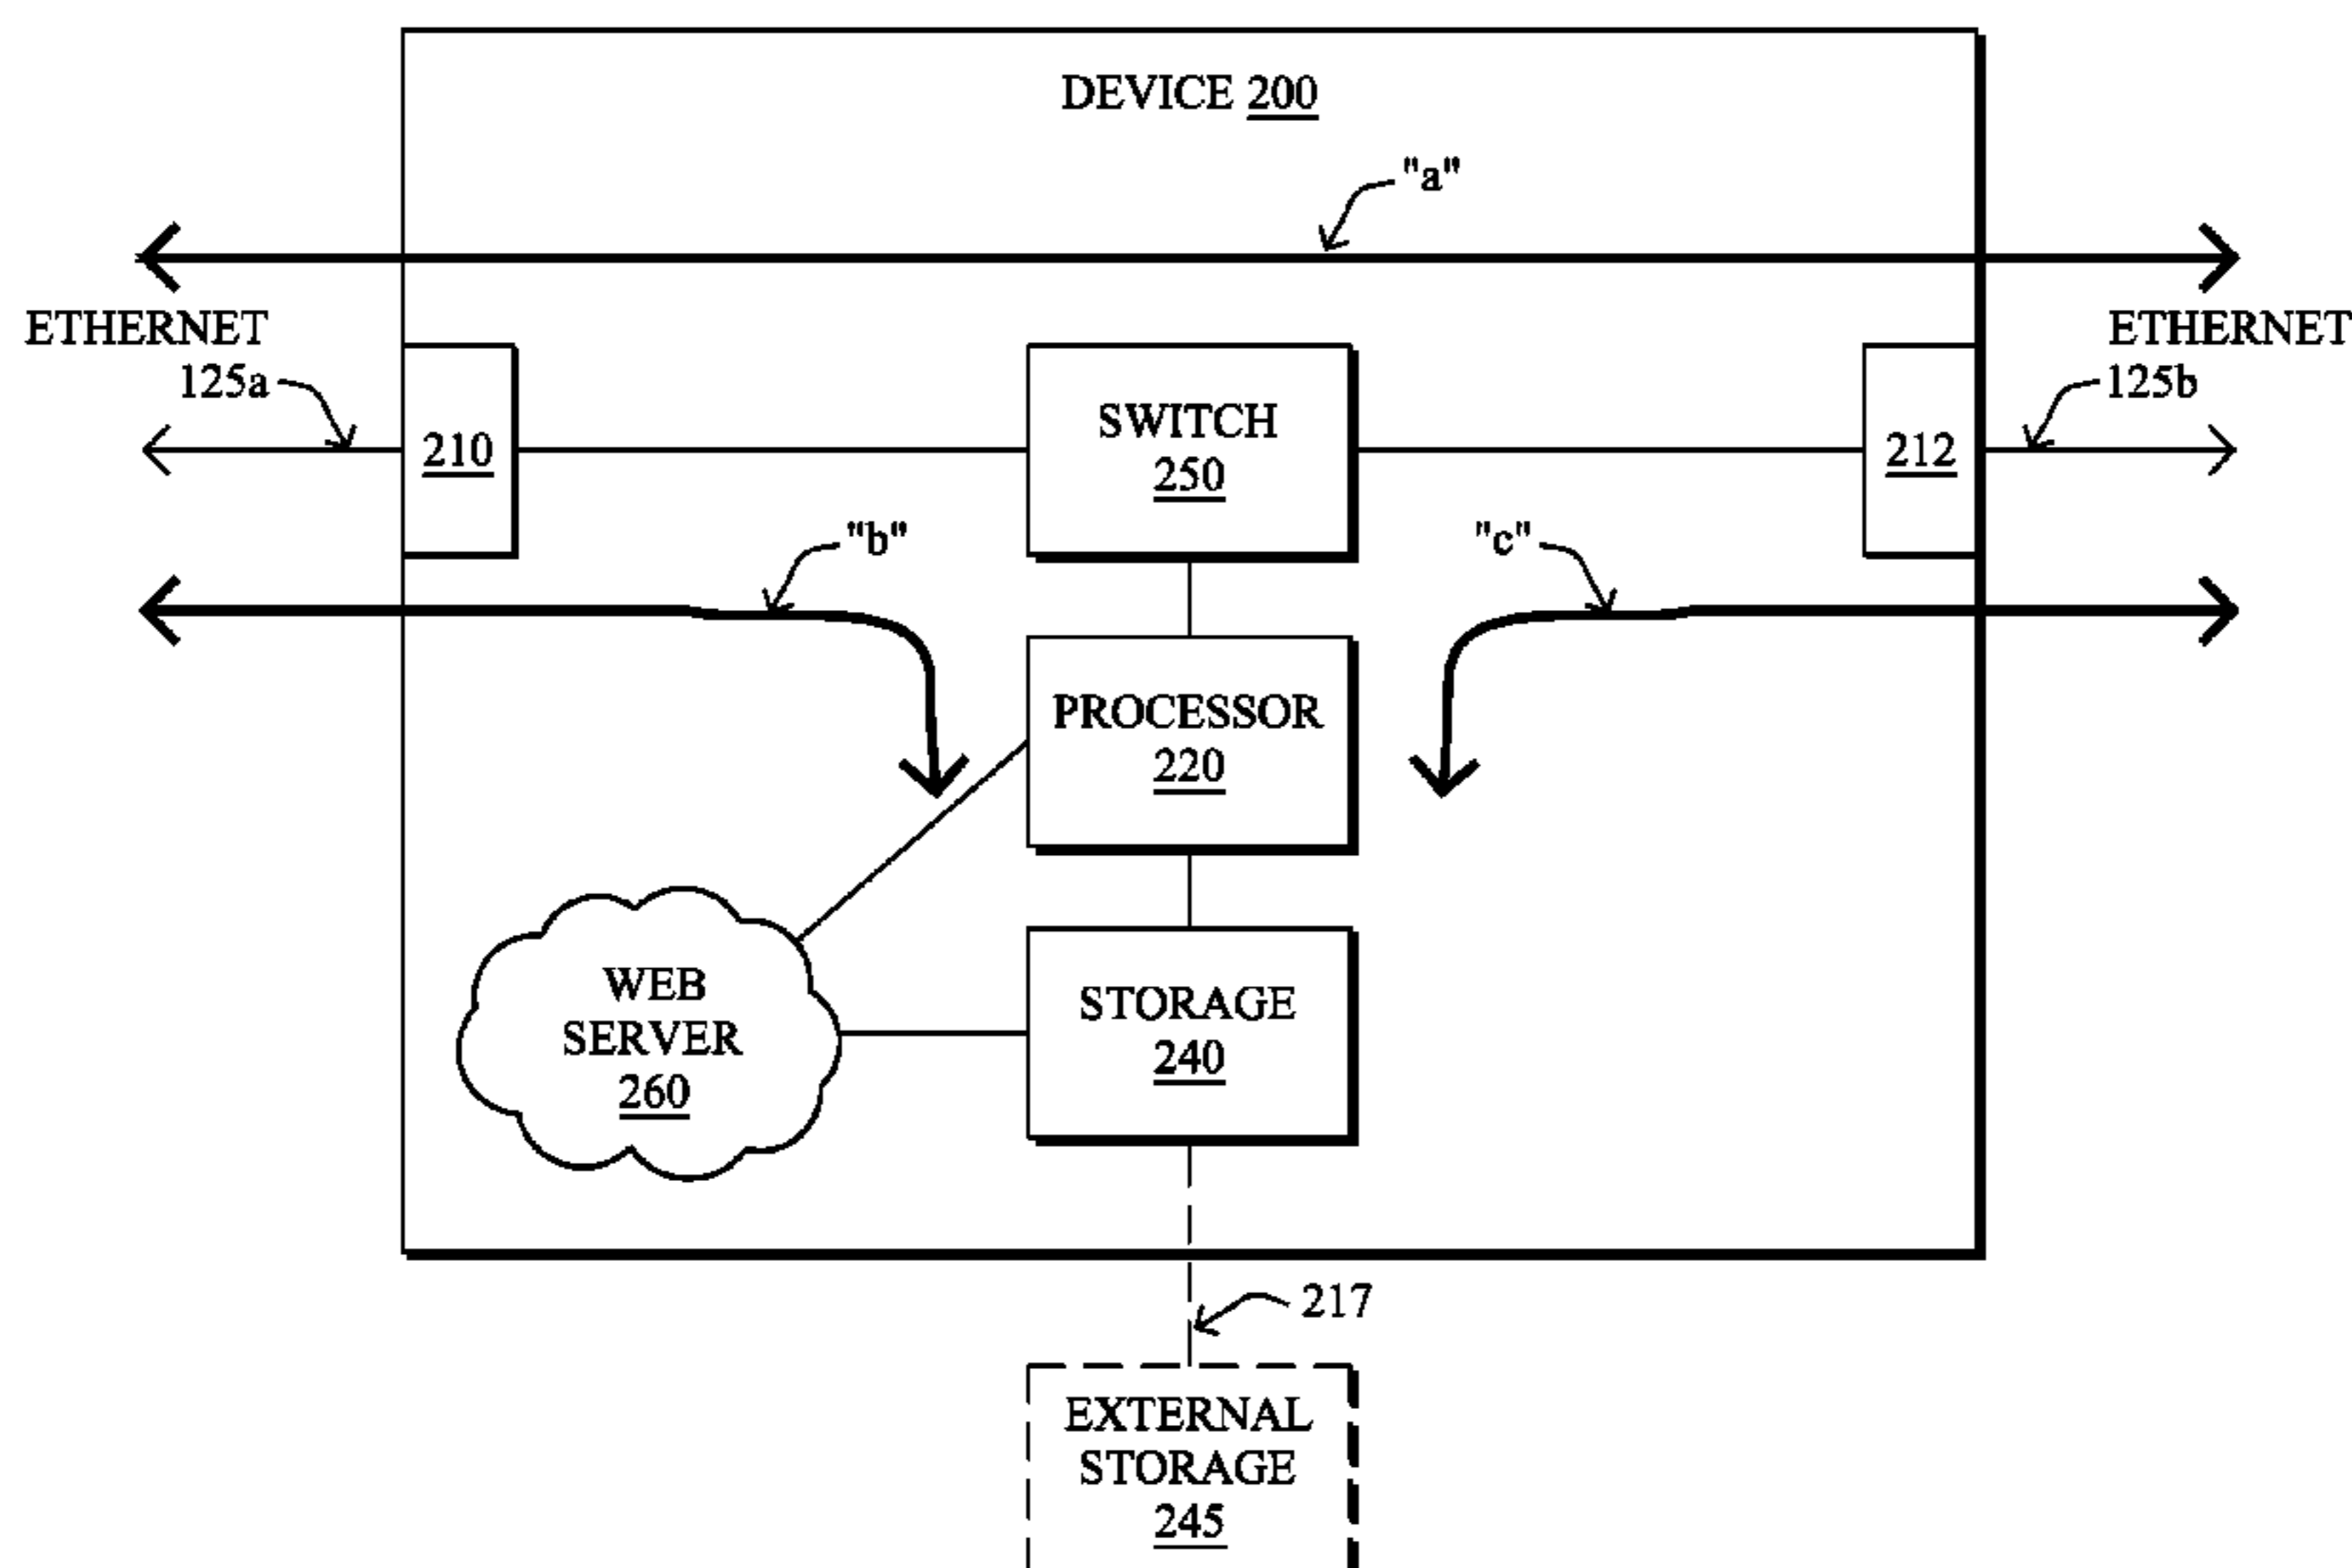 DEVICE 200
"a"
ETHERNET
125a
ETHERNET
125b
210
SWITCH
250
212
"b"
"c"
PROCESSOR
220
WEB
SERVER
260
STORAGE
240
217
EXTERNAL
STORAGE
245